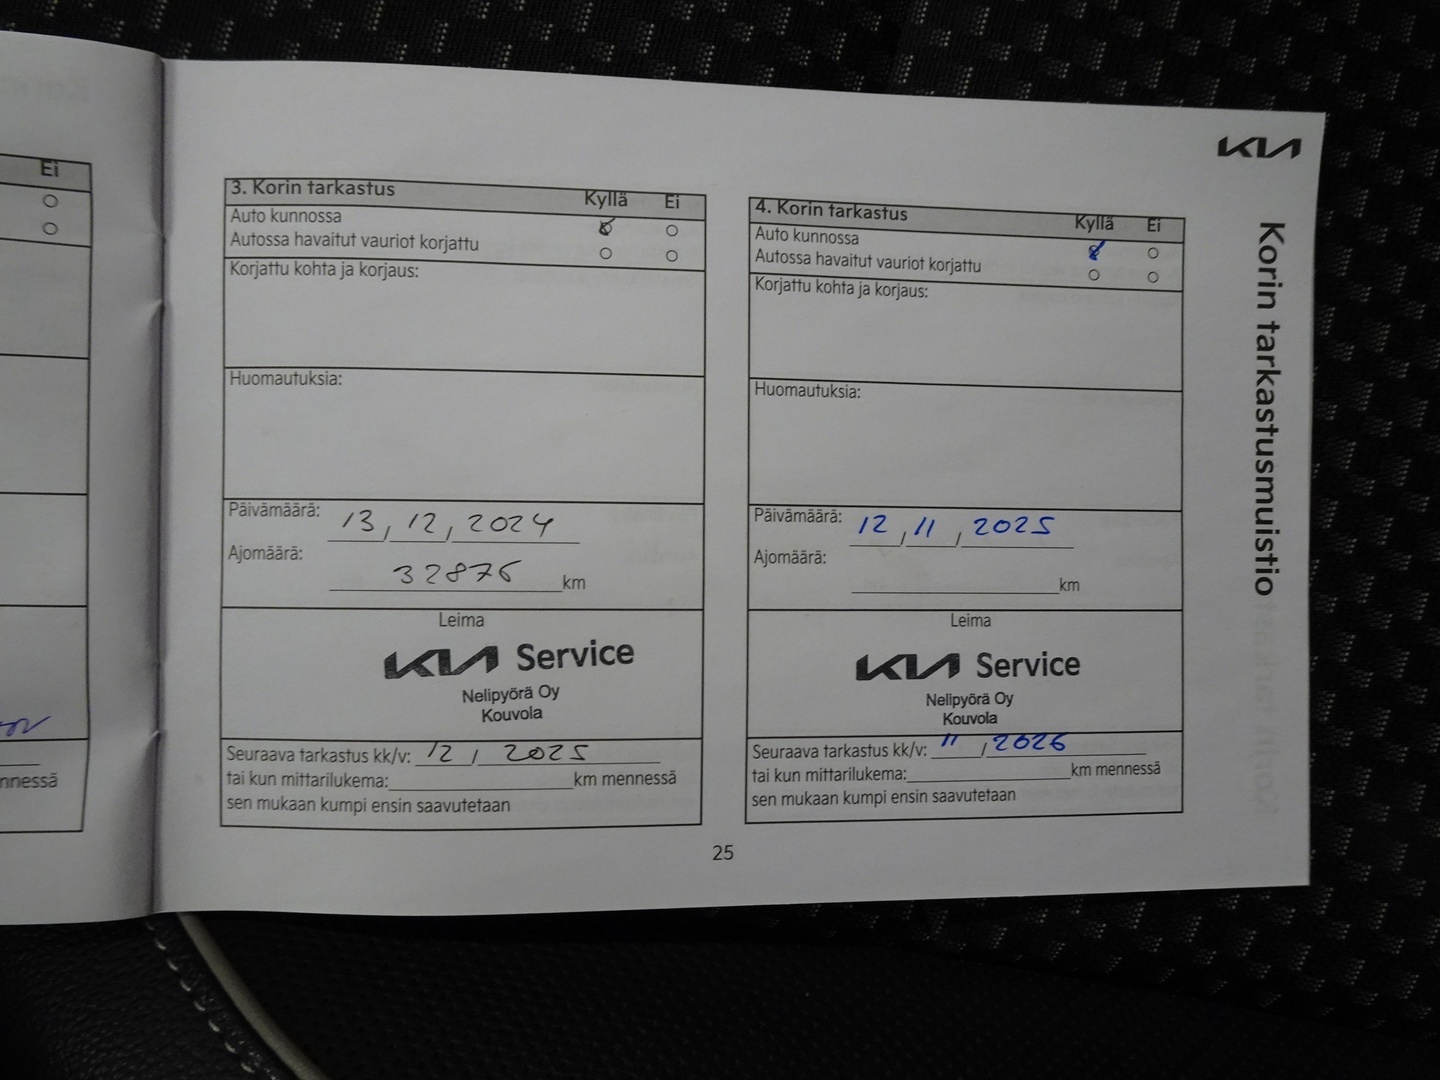 Ei
nnessä
KIA
Korin tarkastusmuistio
3. Korin tarkastus Kyllä Ei
Auto kunnossa
Autossa havaitut vauriot korjattu
Korjattu kohta ja korjaus:
Huomautuksia:
Päivämäärä: 13, 12, 2024
Ajomäärä: 32876 km
Leima
KIA Service
Nelipyörä Oy
Kouvola
Seuraava tarkastus kk/v: 12 / 2025
tai kun mittarilukema: km mennessä
sen mukaan kumpi ensin saavutetaan
4. Korin tarkastus Kyllä Ei
Auto kunnossa
Autossa havaitut vauriot korjattu
Korjattu kohta ja korjaus:
Huomautuksia:
Päivämäärä: 12, 11, 2025
Ajomäärä: km
Leima
KIA Service
Nelipyörä Oy
Kouvola
Seuraava tarkastus kk/v: 11 / 2026
tai kun mittarilukema: km mennessä
sen mukaan kumpi ensin saavutetaan
25